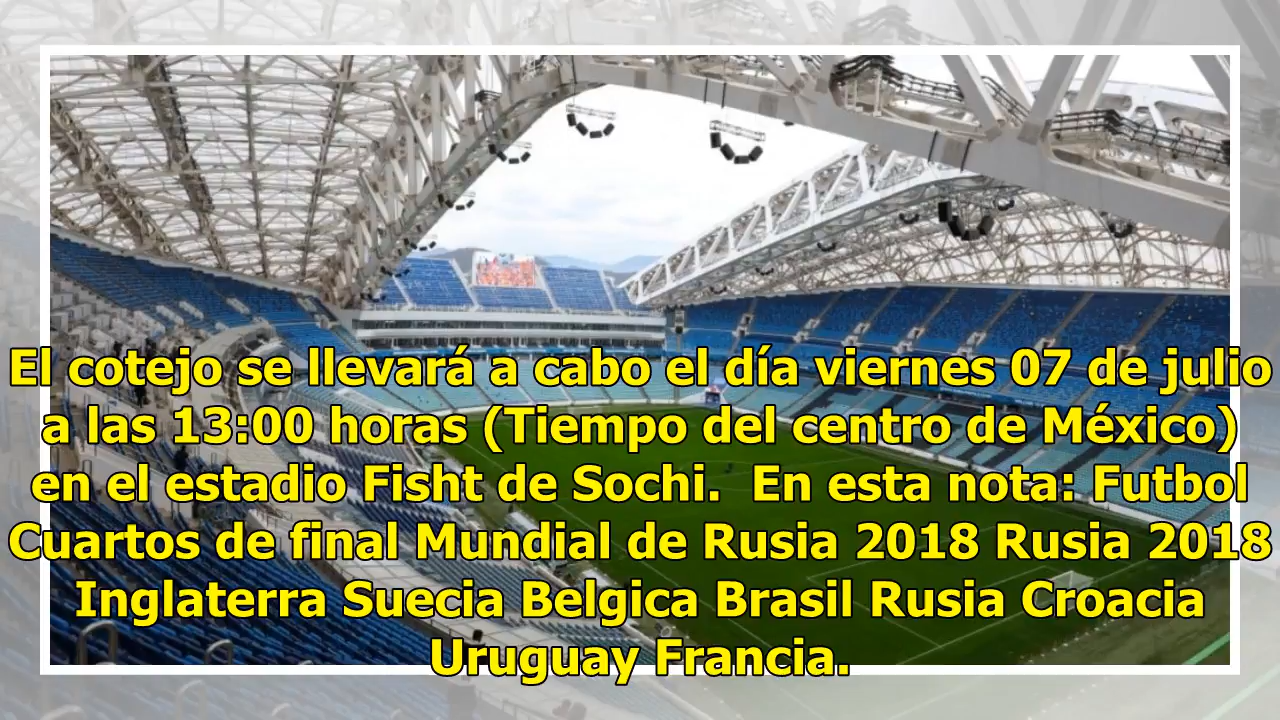 El cotejo se llevará a cabo el día viernes 07 de julio
a las 13:00 horas (Tiempo del centro de México)
en el estadio Fisht de Sochi.  En esta nota: Futbol
Cuartos de final Mundial de Rusia 2018 Rusia 2018
Inglaterra Suecia Belgica Brasil Rusia Croacia
Uruguay Francia.